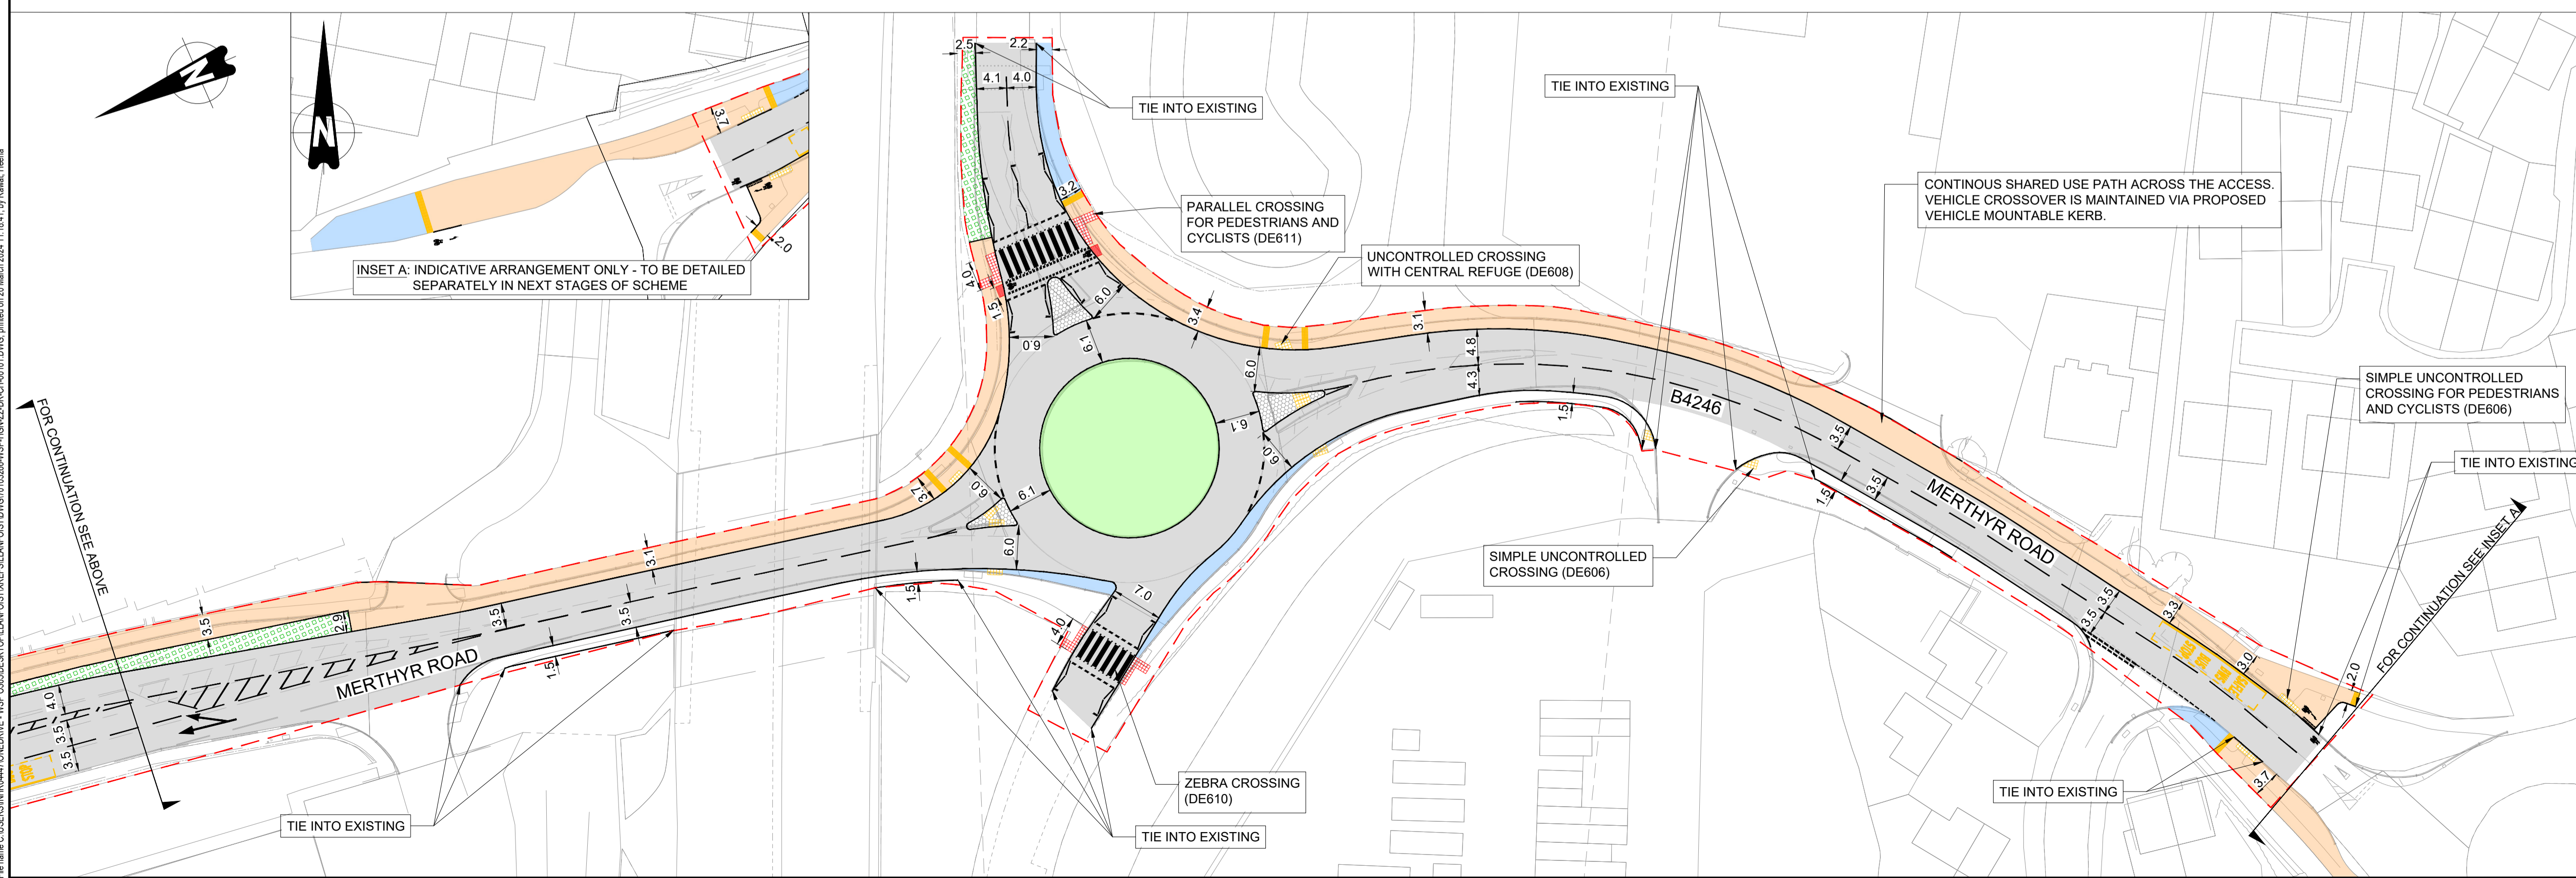 N
N
3.7
2.0
INSET A: INDICATIVE ARRANGEMENT ONLY - TO BE DETAILED
SEPARATELY IN NEXT STAGES OF SCHEME
2.5
2.2
4.1
4.0
TIE INTO EXISTING
TIE INTO EXISTING
3.2
PARALLEL CROSSING
FOR PEDESTRIANS AND
CYCLISTS (DE611)
CONTINOUS SHARED USE PATH ACROSS THE ACCESS.
VEHICLE CROSSOVER IS MAINTAINED VIA PROPOSED
VEHICLE MOUNTABLE KERB.
UNCONTROLLED CROSSING
WITH CENTRAL REFUGE (DE608)
4.0
1.5
6.0
6.0
6.1
3.4
3.1
4.8
4.3
6.0
6.1
6.0
1.5
B4246
3.5
3.5
1.5
MERTHYR ROAD
SIMPLE UNCONTROLLED
CROSSING FOR PEDESTRIANS
AND CYCLISTS (DE606)
TIE INTO EXISTING
FOR CONTINUATION SEE ABOVE
3.7
6.0
6.1
6.0
3.1
3.5
3.5
3.5
2.9
1.5
1.5
MERTHYR ROAD
4.0
3.5
3.5
7.0
4.0
SIMPLE UNCONTROLLED
CROSSING (DE606)
3.5
3.5
3.3
3.0
2.0
3.7
FOR CONTINUATION SEE INSET A
ZEBRA CROSSING
(DE610)
TIE INTO EXISTING
TIE INTO EXISTING
TIE INTO EXISTING